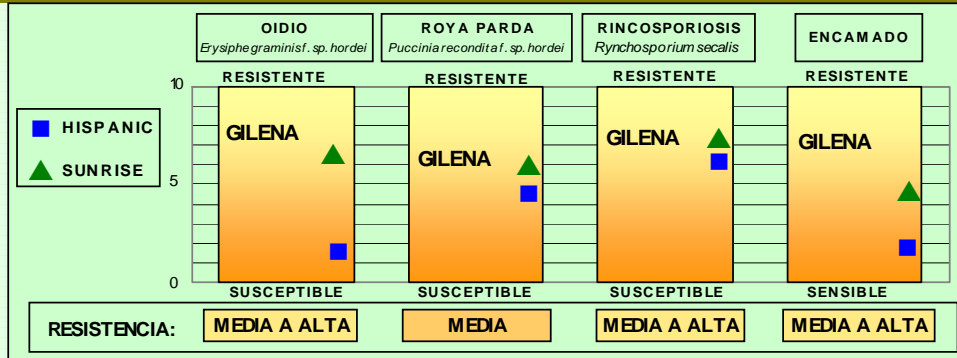 OIDIO
Erysiphe graminis f. sp. hordei
ROYA PARDA
Puccinia recondita f. sp. hordei
RINCOSPORIOSIS
Rynchosporium secalis
ENCAMADO
RESISTENTE
RESISTENTE
RESISTENTE
RESISTENTE
10
5
0
HISPANIC
SUNRISE
GILENA
GILENA
GILENA
GILENA
SUSCEPTIBLE
SUSCEPTIBLE
SUSCEPTIBLE
SENSIBLE
RESISTENCIA:
MEDIA A ALTA
MEDIA
MEDIA A ALTA
MEDIA A ALTA